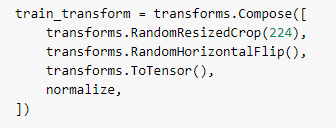 train_transform = transforms.Compose([
    transforms.RandomResizedCrop(224),
    transforms.RandomHorizontalFlip(),
    transforms.ToTensor(),
    normalize,
])